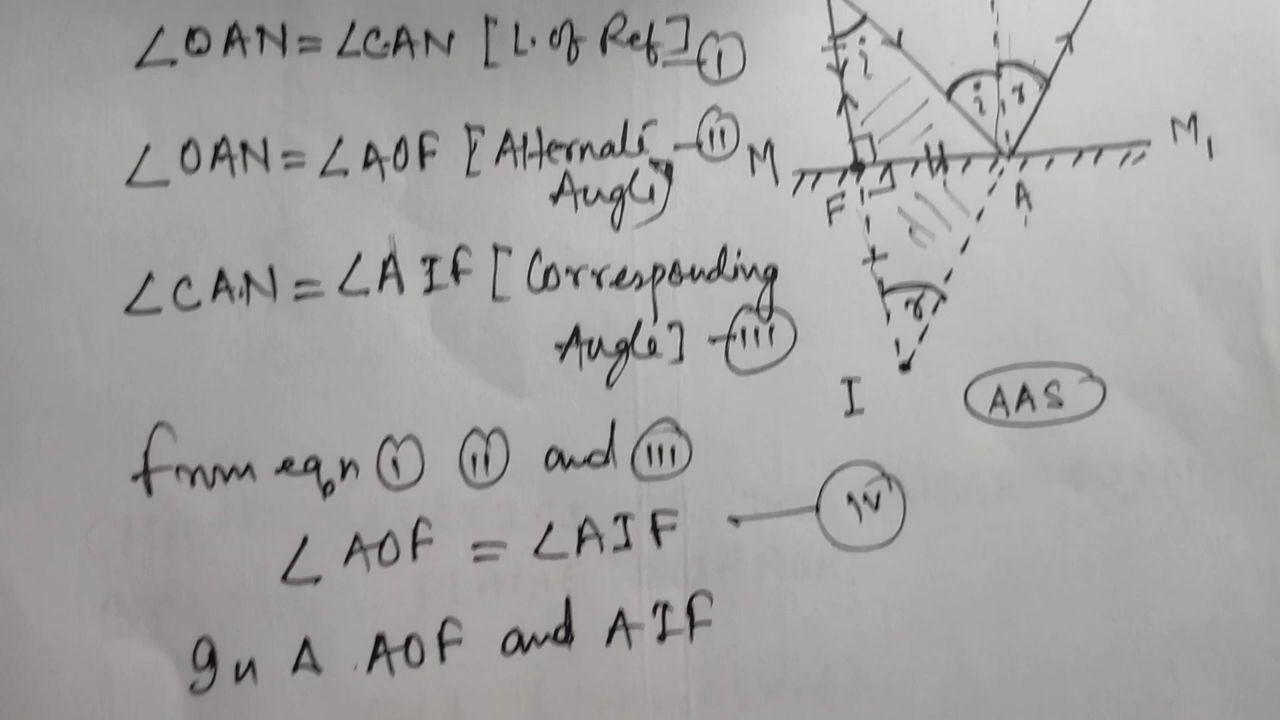 ∠OAN = ∠CAN [L. of Ref] - (I)
∠OAN = ∠AOF [Alternate - (II)
Angle]
∠CAN = ∠AIF [Corresponding
Angle] - (III)
from eqn (I) (II) and (III)
∠AOF = ∠AIF - (IV)
In Δ AOF and AIF
i
i r
M
M1
F
A
r
I
AAS